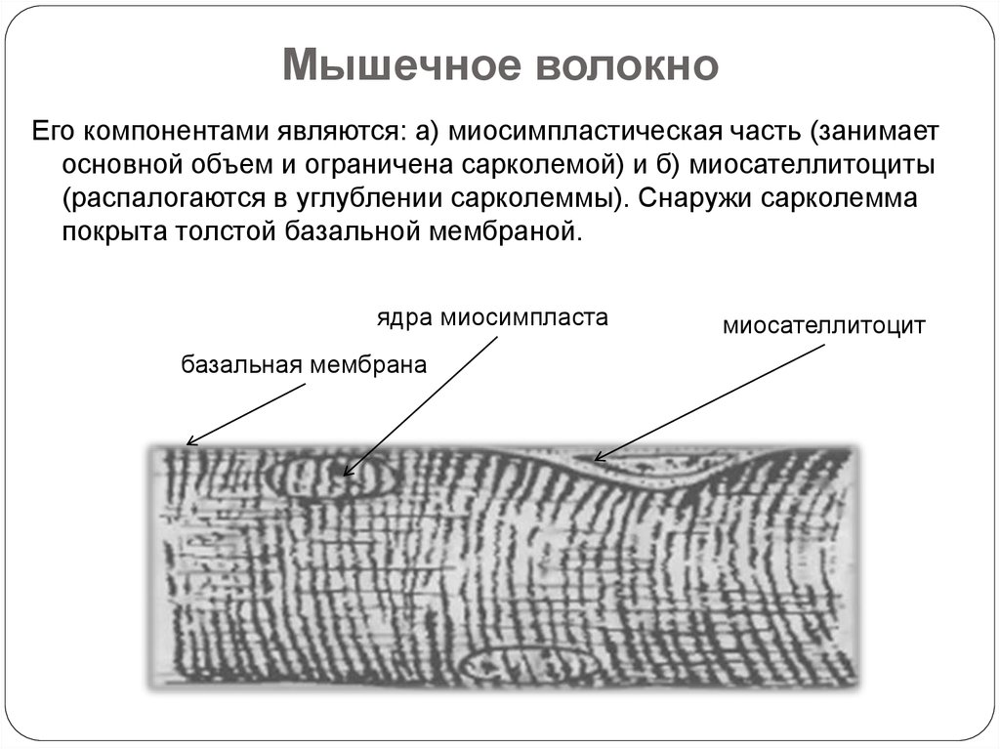 Мышечное волокно
Его компонентами являются: а) миосимпластическая часть (занимает
основной объем и ограничена сарколемой) и б) миосателлитоциты
(распалогаются в углублении сарколеммы). Снаружи сарколемма
покрыта толстой базальной мембраной.
ядра миосимпласта
миосателлитоцит
базальная мембрана